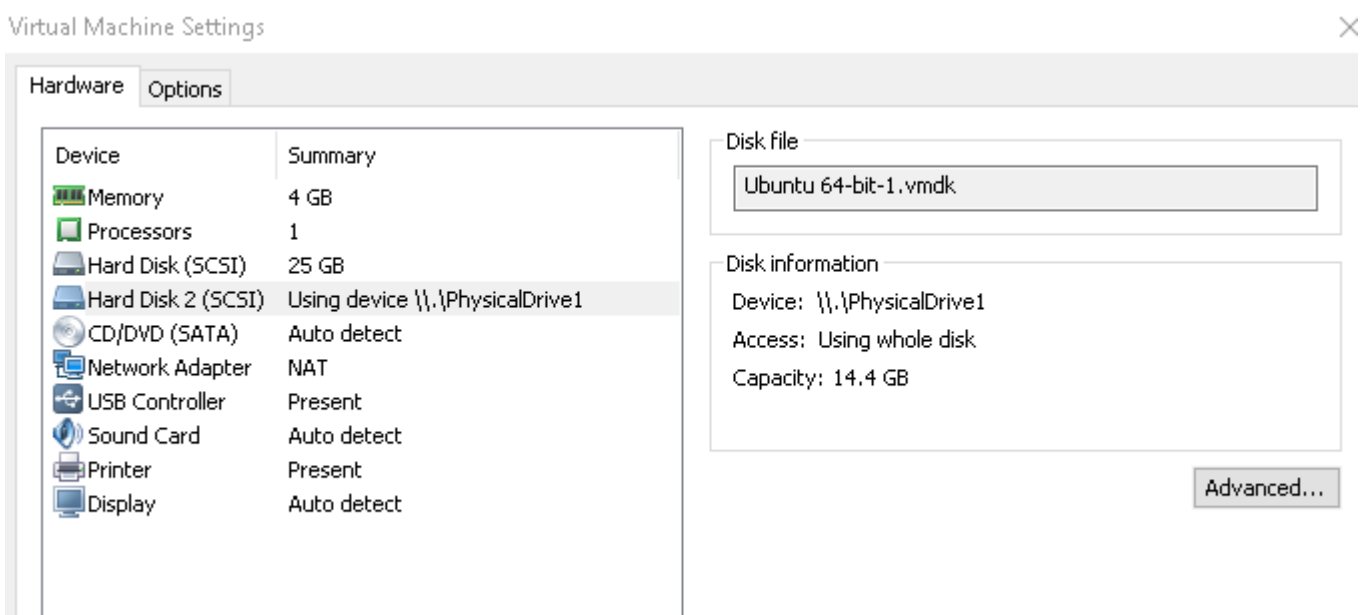 Virtual Machine Settings
Hardware Options
Device Summary
Memory 4 GB
Processors 1
Hard Disk (SCSI) 25 GB
Hard Disk 2 (SCSI) Using device \\.\PhysicalDrive1
CD/DVD (SATA) Auto detect
Network Adapter NAT
USB Controller Present
Sound Card Auto detect
Printer Present
Display Auto detect
Disk file
Ubuntu 64-bit-1.vmdk
Disk information
Device: \\.\PhysicalDrive1
Access: Using whole disk
Capacity: 14.4 GB
Advanced...